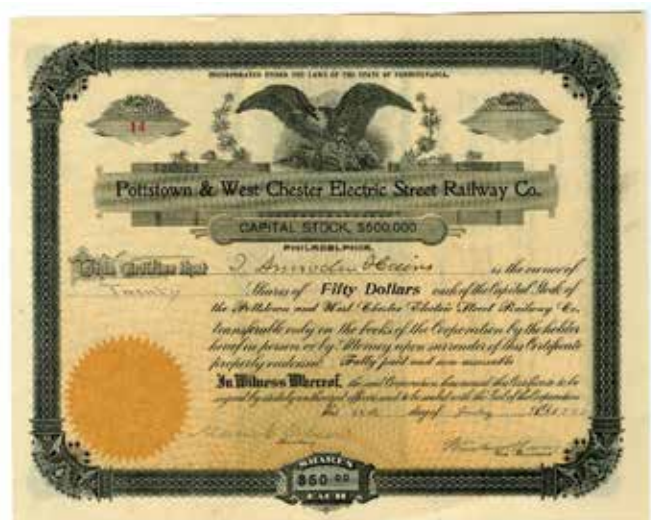 INCORPORATED UNDER THE LAWS OF THE STATE OF PENNSYLVANIA.
14
Pottstown & West Chester Electric Street Railway Co.
CAPITAL STOCK, $500,000
PHILADELPHIA.
This Certifies that is the owner of
Twenty Shares of Fifty Dollars each of the Capital Stock of
the Pottstown and West Chester Electric Street Railway Co.
transferable only on the books of the Corporation by the holder
hereof in person or by Attorney upon surrender of this Certificate
properly endorsed. Fully paid and non-assessable
In Witness Whereof, the said Corporation has caused this Certificate to be
signed by its duly authorized officers and to be sealed with the Seal of the Corporation
this day of
SHARES
$50.00
EACH